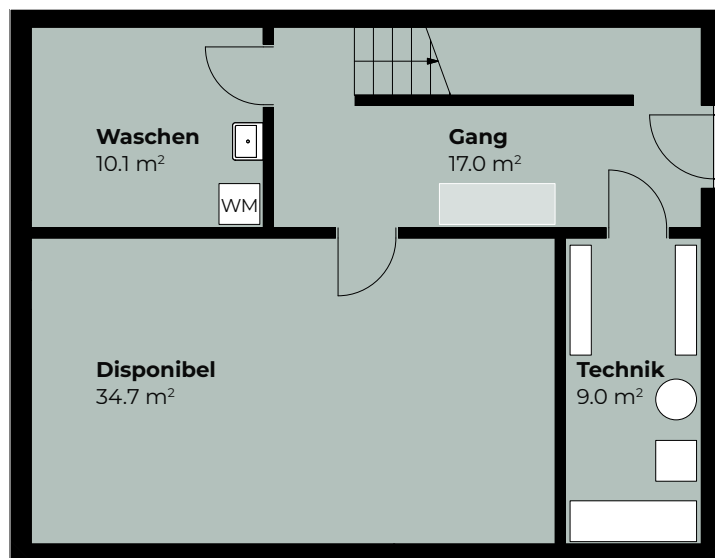 Waschen
10.1 m²
Gang
17.0 m²
WM
Disponibel
34.7 m²
Technik
9.0 m²